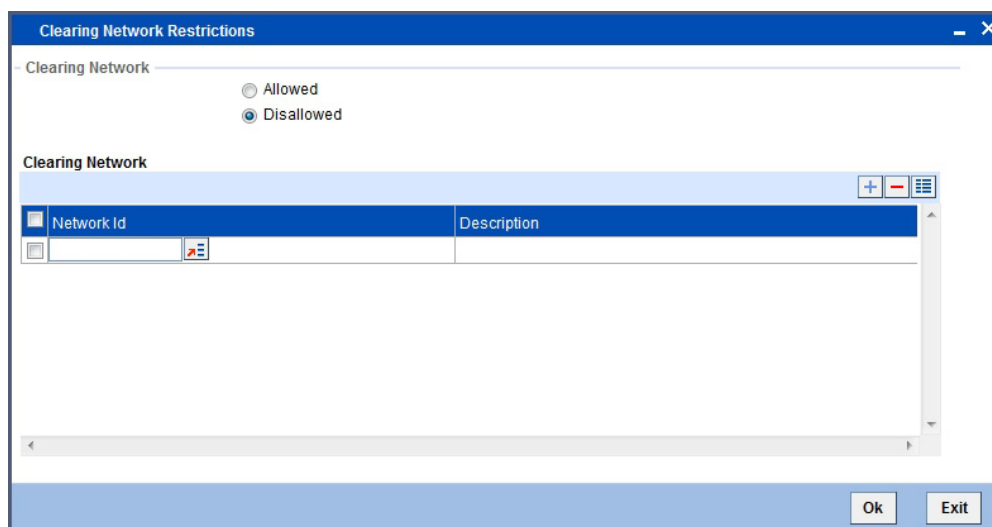 Clearing Network Restrictions
Clearing Network
Allowed
Disallowed
Clearing Network
Network Id Description
Ok Exit